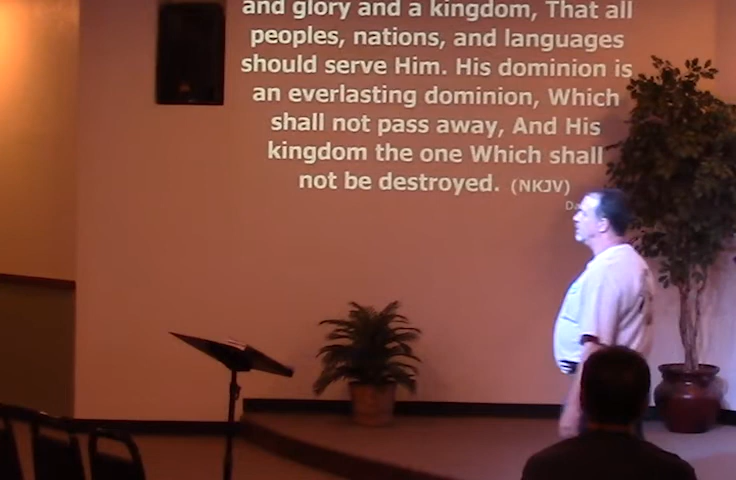 and glory and a kingdom, That all
peoples, nations, and languages
should serve Him. His dominion is
an everlasting dominion, Which
shall not pass away, And His
kingdom the one Which shall
not be destroyed. (NKJV)